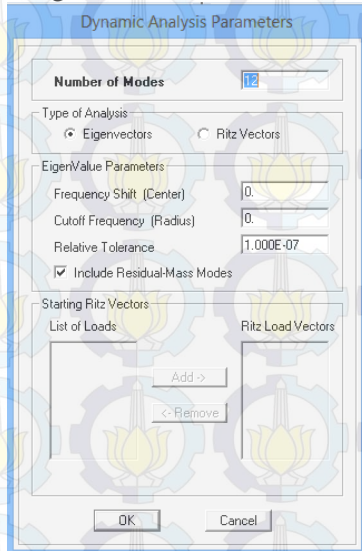 Dynamic Analysis Parameters
Number of Modes 12
Type of Analysis
Eigenvectors Ritz Vectors
EigenValue Parameters
Frequency Shift (Center) 0.
Cutoff Frequency (Radius) 0.
Relative Tolerance 1.000E-07
Include Residual-Mass Modes
Starting Ritz Vectors
List of Loads Ritz Load Vectors
Add ->
<- Remove
OK Cancel